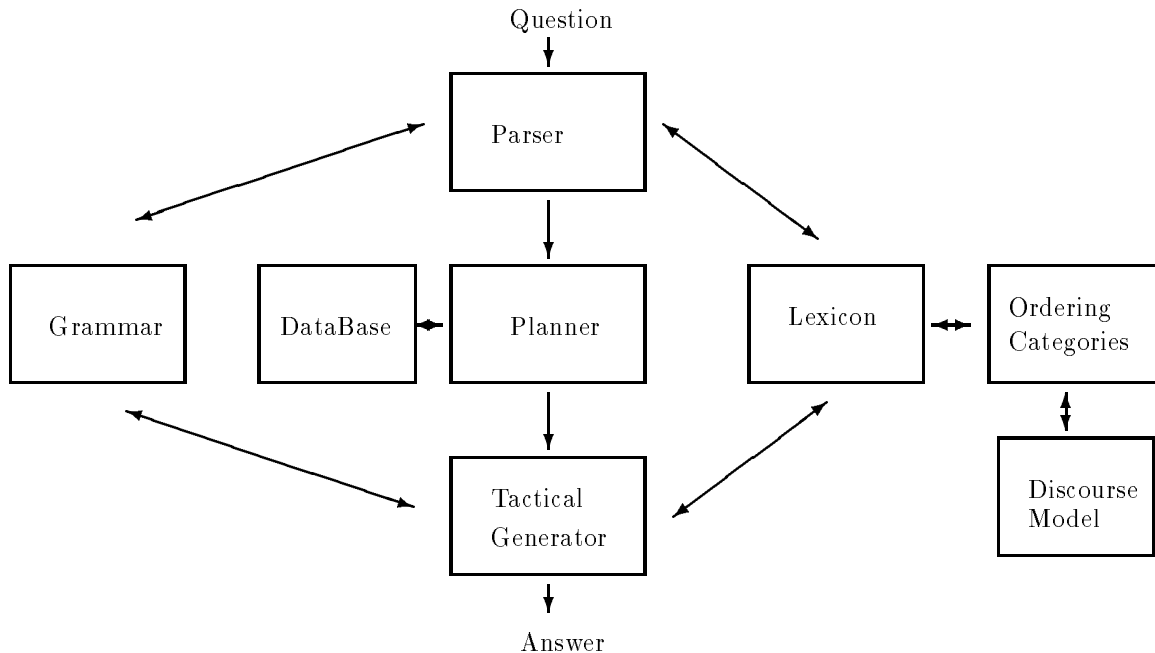 Question
Parser
Grammar
DataBase
Planner
Lexicon
Ordering
Categories
Tactical
Generator
Discourse
Model
Answer